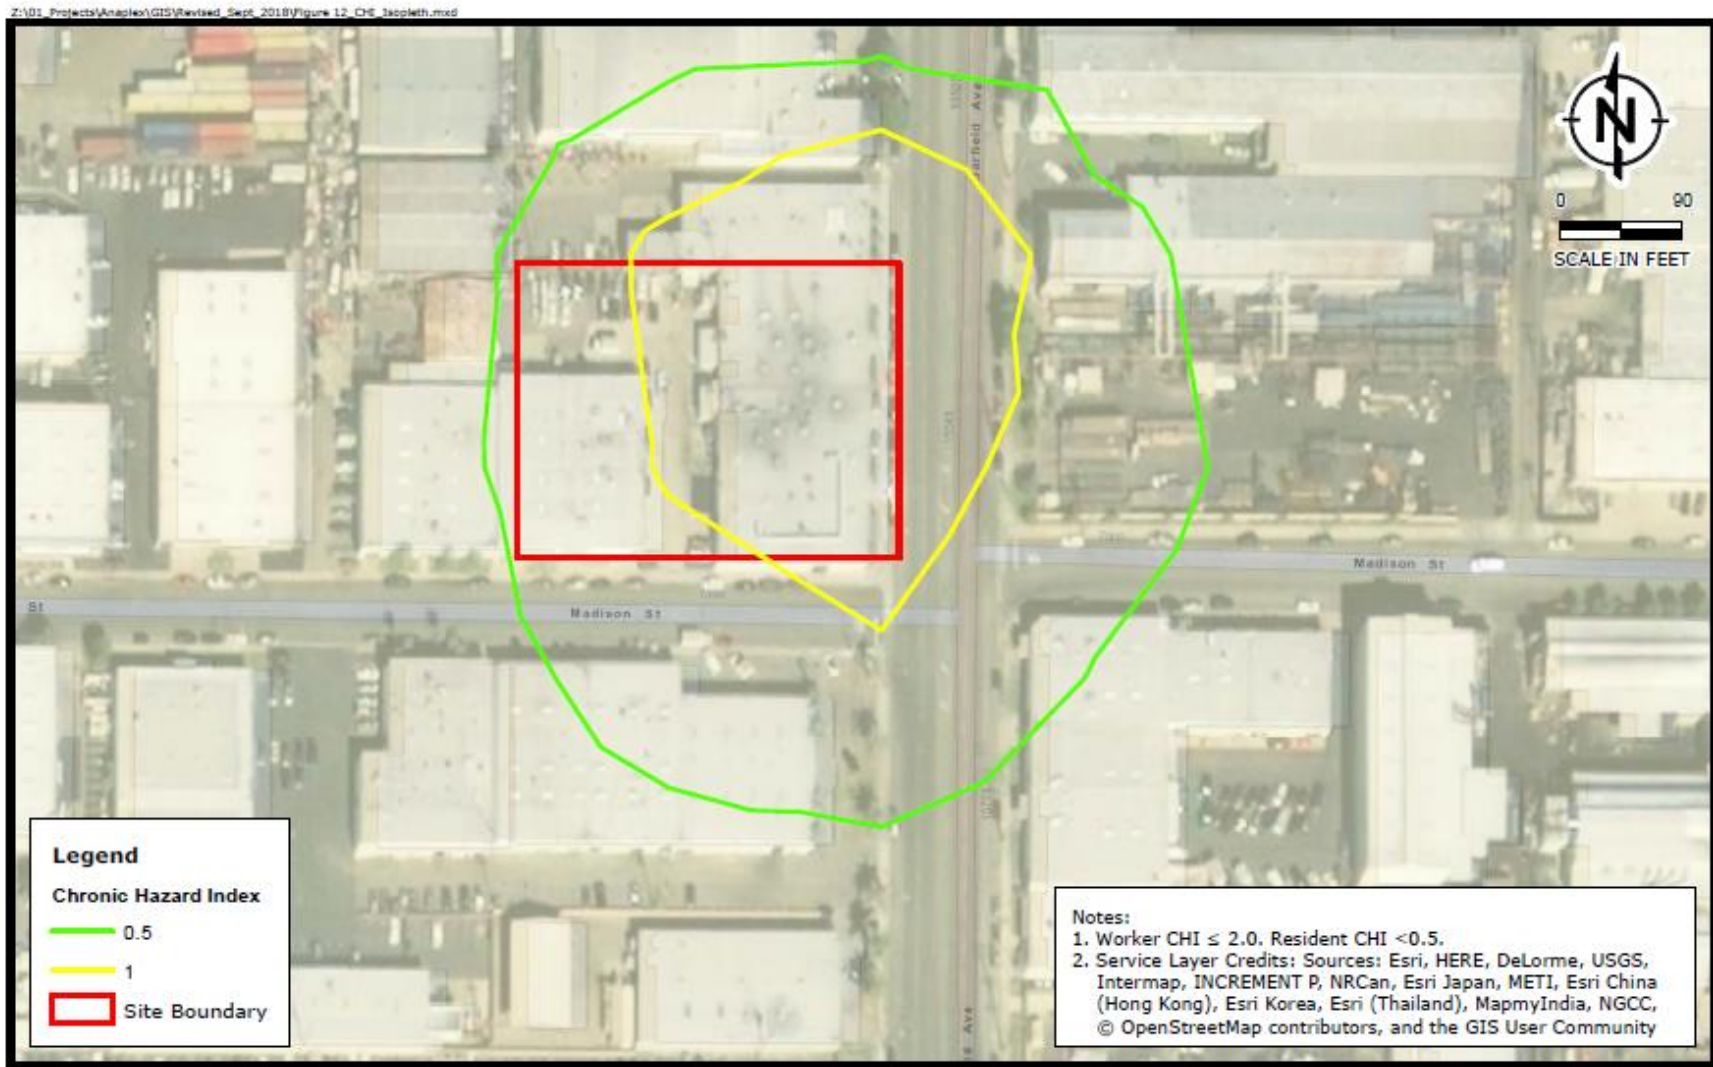 Z:\01_Projects\Anaplex\GIS\Revised_Sept_2018\Figure 12_CHI_Isopleth.mxd
N
0 90
SCALE IN FEET
Madison St
St
Madison St
Legend
Chronic Hazard Index
0.5
1
Site Boundary
Notes:
1. Worker CHI ≤ 2.0. Resident CHI <0.5.
2. Service Layer Credits: Sources: Esri, HERE, DeLorme, USGS,
Intermap, INCREMENT P, NRCan, Esri Japan, METI, Esri China
(Hong Kong), Esri Korea, Esri (Thailand), MapmyIndia, NGCC,
© OpenStreetMap contributors, and the GIS User Community
Ave